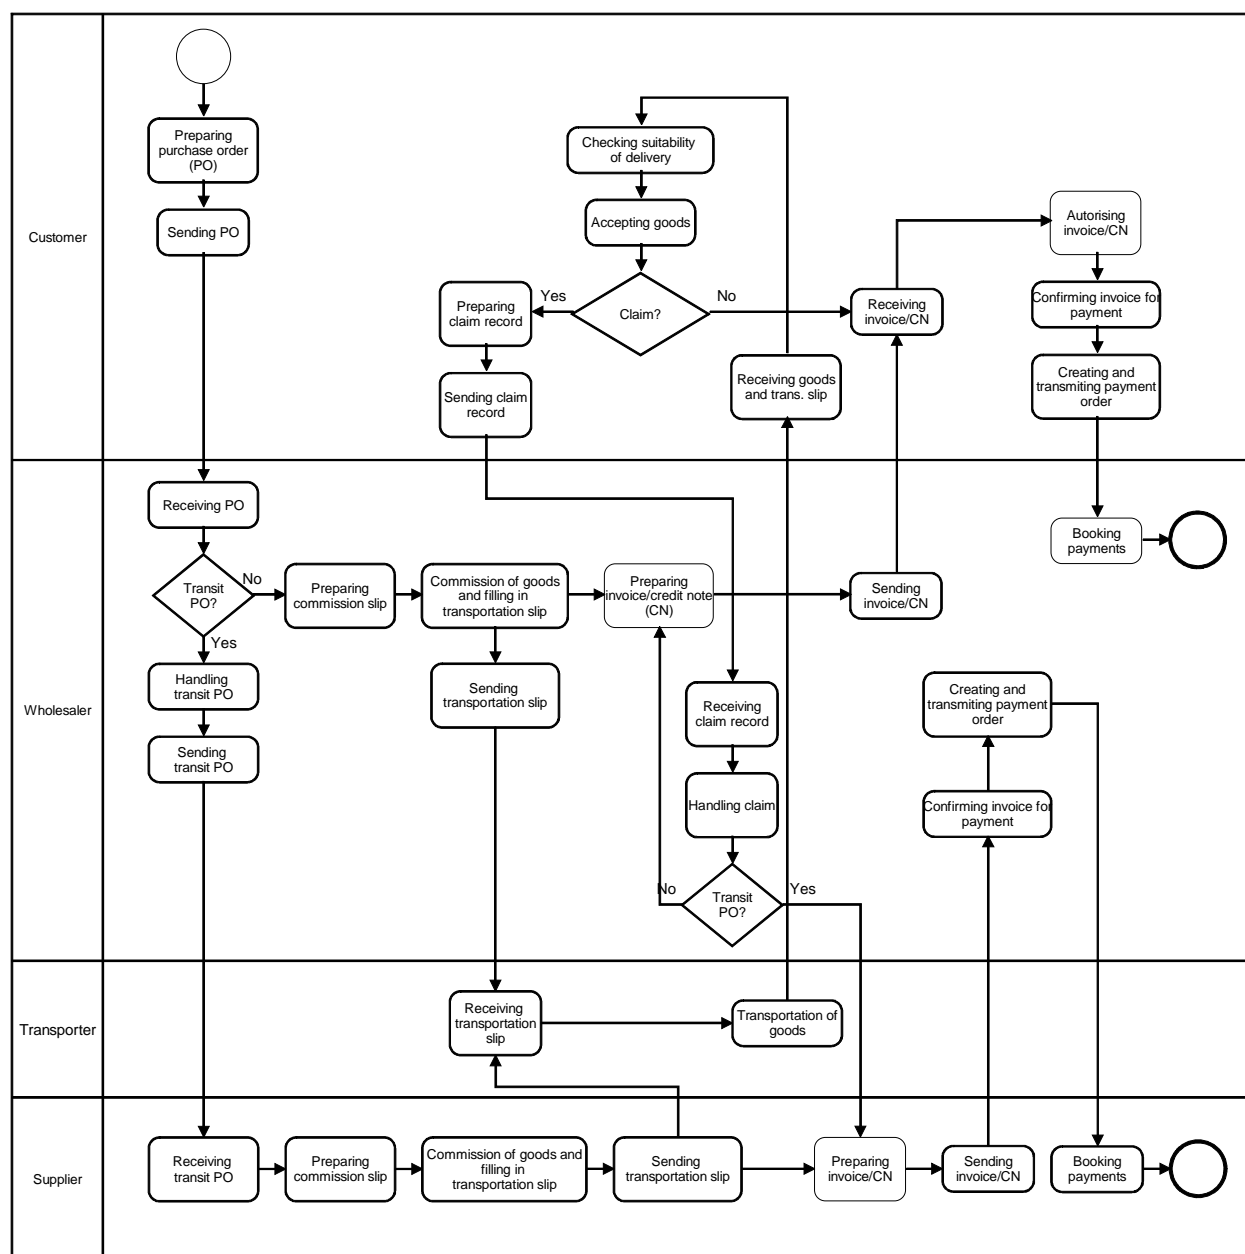 Customer
Preparing
purchase order
(PO)
Sending PO
Checking suitability
of delivery
Accepting goods
Claim?
Yes
No
Preparing
claim record
Sending claim
record
Receiving goods
and trans. slip
Receiving
invoice/CN
Autorising
invoice/CN
Confirming invoice for
payment
Creating and
transmiting payment
order
Wholesaler
Receiving PO
Transit
PO?
No
Yes
Preparing
commission slip
Commission of goods
and filling in
transportation slip
Preparing
invoice/credit note
(CN)
Sending
invoice/CN
Booking
payments
Handling
transit PO
Sending
transit PO
Sending
transportation slip
Receiving
claim record
Handling claim
Transit
PO?
No
Yes
Creating and
transmiting payment
order
Confirming invoice for
payment
Transporter
Receiving
transportation
slip
Transportation of
goods
Supplier
Receiving
transit PO
Preparing
commission slip
Commission of goods and
filling in
transportation slip
Sending
transportation slip
Preparing
invoice/CN
Sending
invoice/CN
Booking
payments